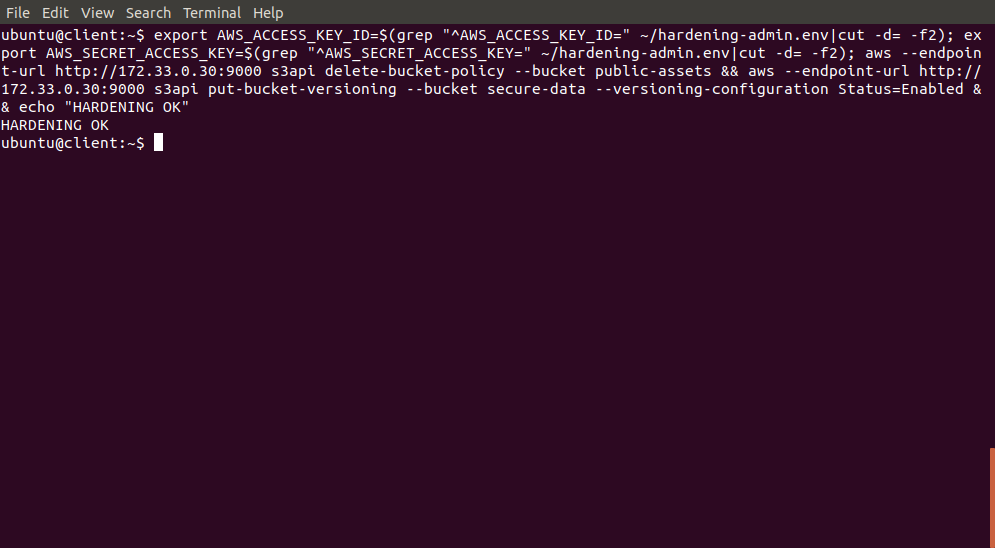 File Edit View Search Terminal Help
ubuntu@client:~$ export AWS_ACCESS_KEY_ID=$(grep "^AWS_ACCESS_KEY_ID=" ~/hardening-admin.env|cut -d= -f2); ex
port AWS_SECRET_ACCESS_KEY=$(grep "^AWS_SECRET_ACCESS_KEY=" ~/hardening-admin.env|cut -d= -f2); aws --endpoin
t-url http://172.33.0.30:9000 s3api delete-bucket-policy --bucket public-assets && aws --endpoint-url http://
172.33.0.30:9000 s3api put-bucket-versioning --bucket secure-data --versioning-configuration Status=Enabled &
& echo "HARDENING OK"
HARDENING OK
ubuntu@client:~$